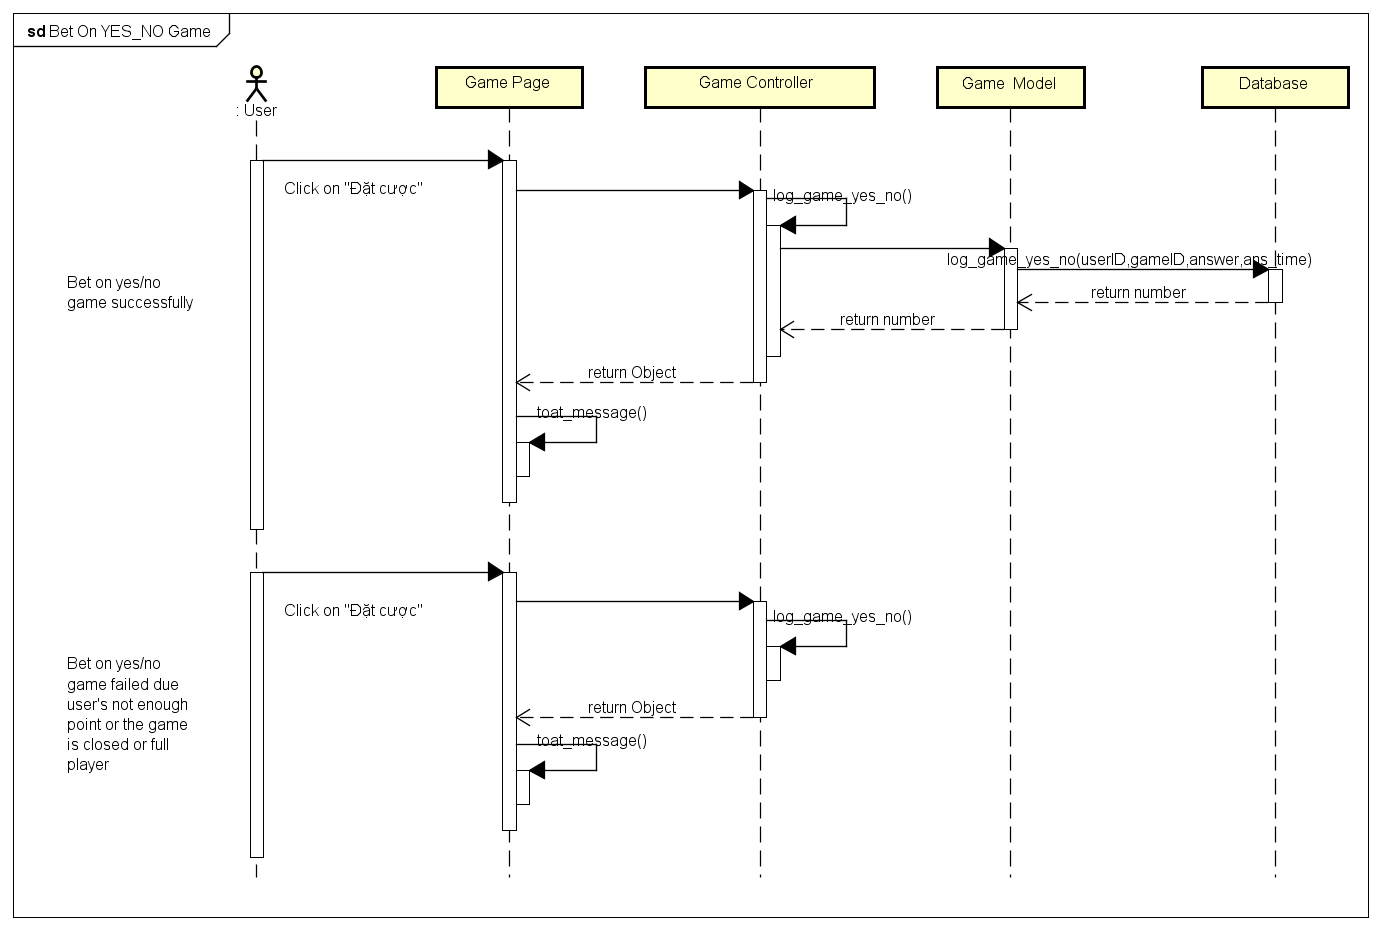 sd Bet On YES_NO Game
: User
Game Page
Game Controller
Game Model
Database
Click on "Đặt cược"
log_game_yes_no()
log_game_yes_no(userID,gameID,answer,ans_time)
Bet on yes/no
game successfully
return number
return number
return Object
toat_message()
Click on "Đặt cược"
log_game_yes_no()
Bet on yes/no
game failed due
user's not enough
point or the game
is closed or full
player
return Object
toat_message()